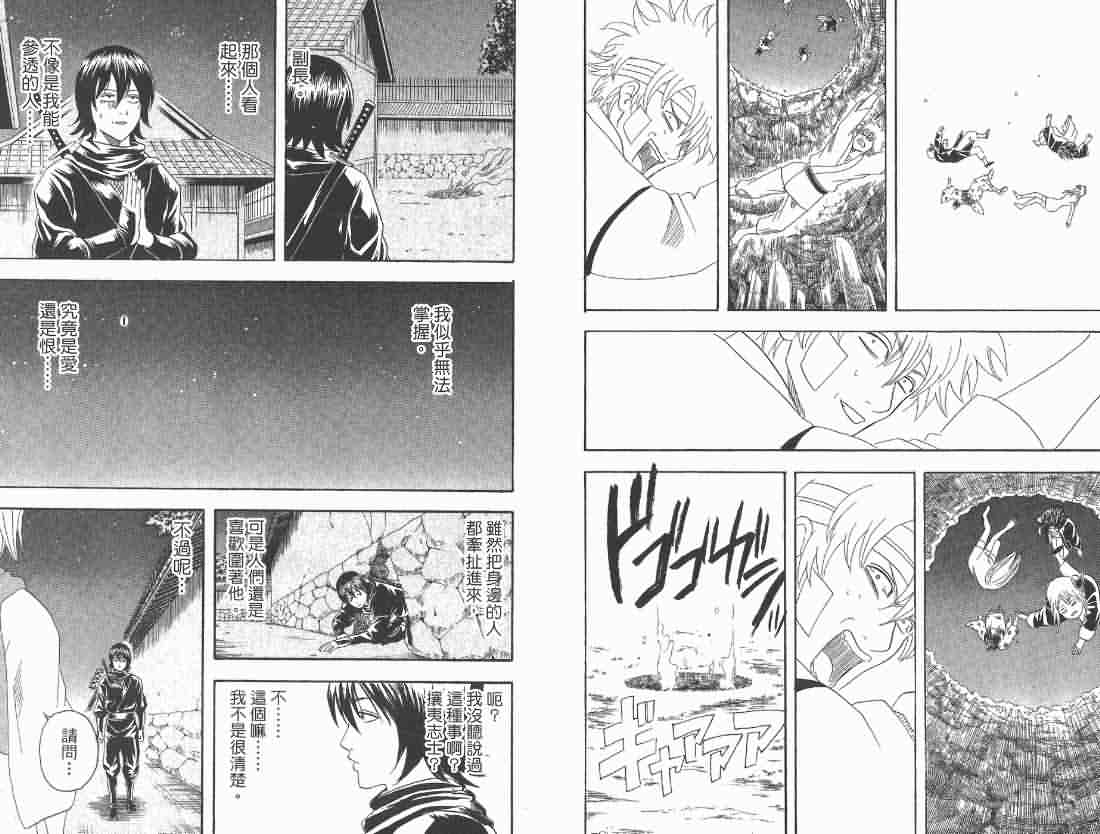 ドゴゴゴ
ギャアアア
副長。
那個人看
起來……
不像是我能
參透的人……
我似乎無法
掌握。
究竟是愛
還是恨……
雖然把身邊的人
都牽扯進來
可是人們還是
喜歡圍著他。
呃？
我沒聽說過
這種事啊？
攘夷志士？
不……
這個嘛……
我不是很清楚。
不過呢…
請問…